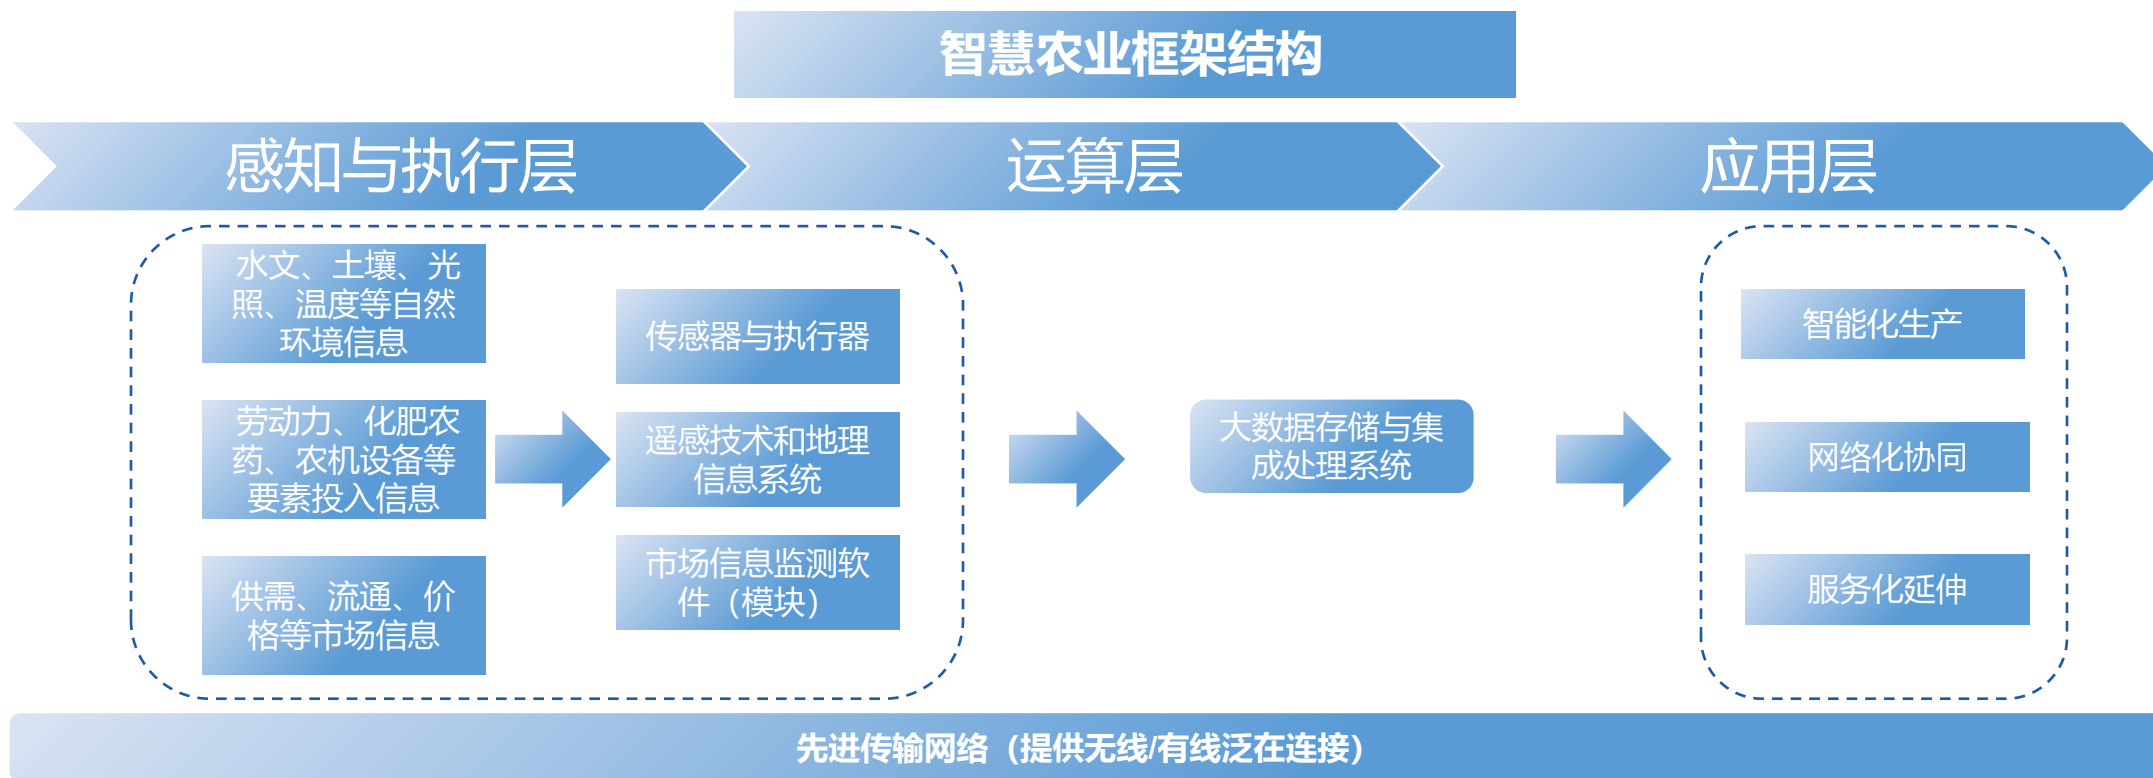 智慧农业框架结构
感知与执行层
运算层
应用层
水文、土壤、光
照、温度等自然
环境信息
劳动力、化肥农
药、农机设备等
要素投入信息
供需、流通、价
格等市场信息
传感器与执行器
遥感技术和地理
信息系统
市场信息监测软
件（模块）
大数据存储与集
成处理系统
智能化生产
网络化协同
服务化延伸
先进传输网络（提供无线/有线泛在连接）